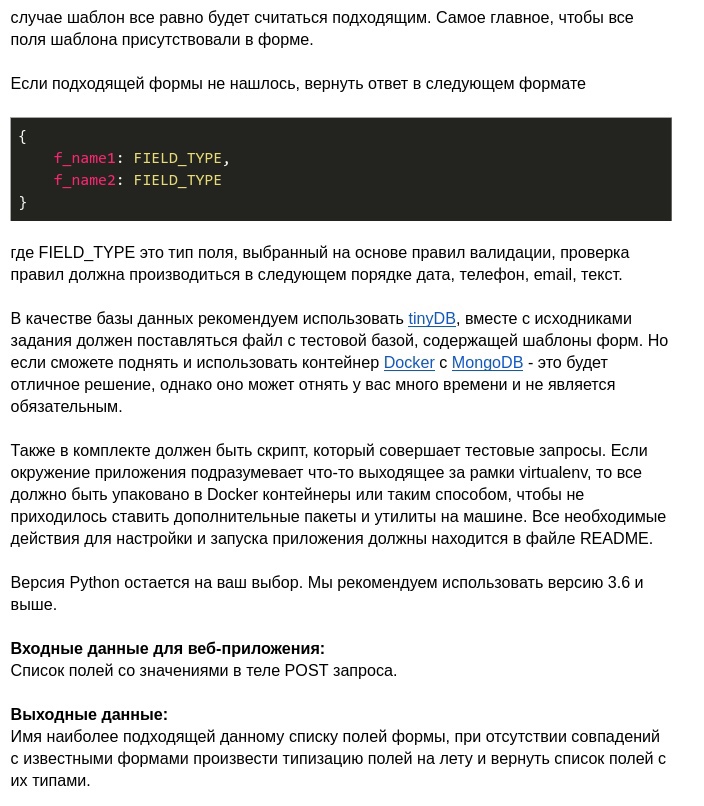 случае шаблон все равно будет считаться подходящим. Самое главное, чтобы все
поля шаблона присутствовали в форме.
Если подходящей формы не нашлось, вернуть ответ в следующем формате
{
f_name1: FIELD_TYPE,
f_name2: FIELD_TYPE
}
где FIELD_TYPE это тип поля, выбранный на основе правил валидации, проверка
правил должна производиться в следующем порядке дата, телефон, email, текст.
В качестве базы данных рекомендуем использовать tinyDB, вместе с исходниками
задания должен поставляться файл с тестовой базой, содержащей шаблоны форм. Но
если сможете поднять и использовать контейнер Docker с MongoDB - это будет
отличное решение, однако оно может отнять у вас много времени и не является
обязательным.
Также в комплекте должен быть скрипт, который совершает тестовые запросы. Если
окружение приложения подразумевает что-то выходящее за рамки virtualenv, то все
должно быть упаковано в Docker контейнеры или таким способом, чтобы не
приходилось ставить дополнительные пакеты и утилиты на машине. Все необходимые
действия для настройки и запуска приложения должны находится в файле README.
Версия Python остается на ваш выбор. Мы рекомендуем использовать версию 3.6 и
выше.
Входные данные для веб-приложения:
Список полей со значениями в теле POST запроса.
Выходные данные:
Имя наиболее подходящей данному списку полей формы, при отсутствии совпадений
с известными формами произвести типизацию полей на лету и вернуть список полей с
их типами.